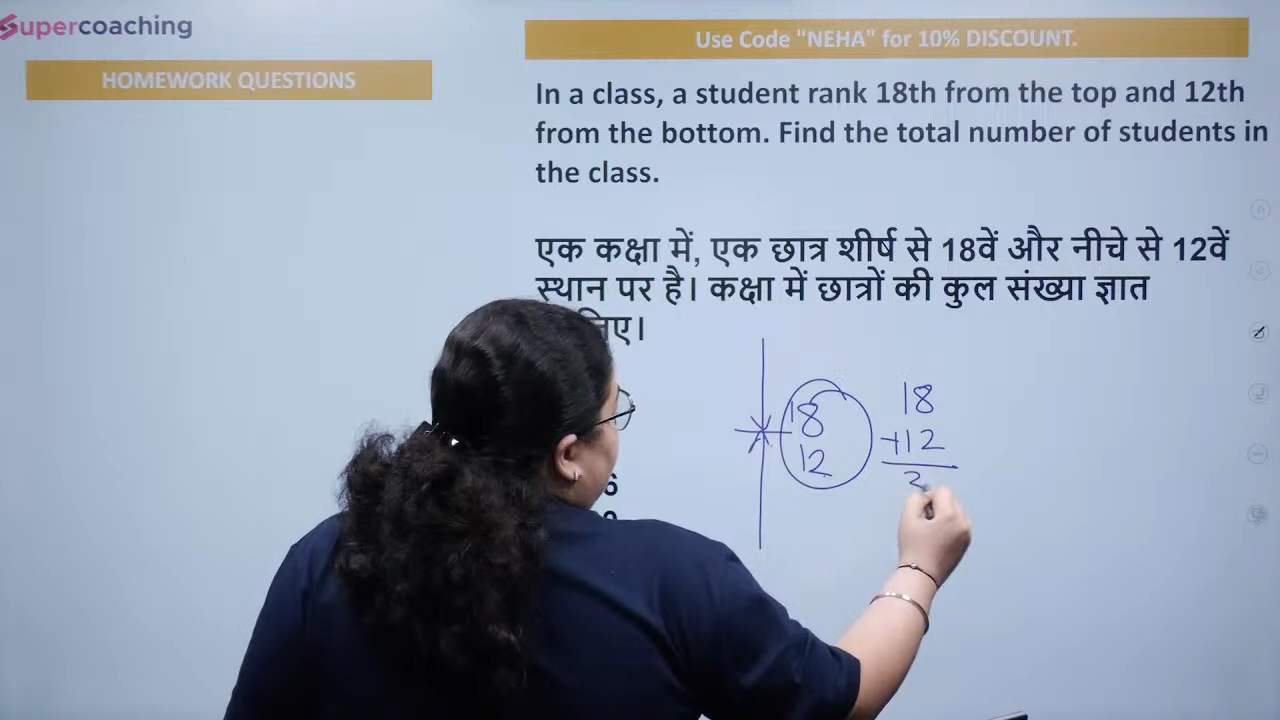 Supercoaching
Use Code "NEHA" for 10% DISCOUNT.
HOMEWORK QUESTIONS
In a class, a student rank 18th from the top and 12th
from the bottom. Find the total number of students in
the class.
एक कक्षा में, एक छात्र शीर्ष से 18वें और नीचे से 12वें
स्थान पर है। कक्षा में छात्रों की कुल संख्या ज्ञात
18
12
18
+12
3
6